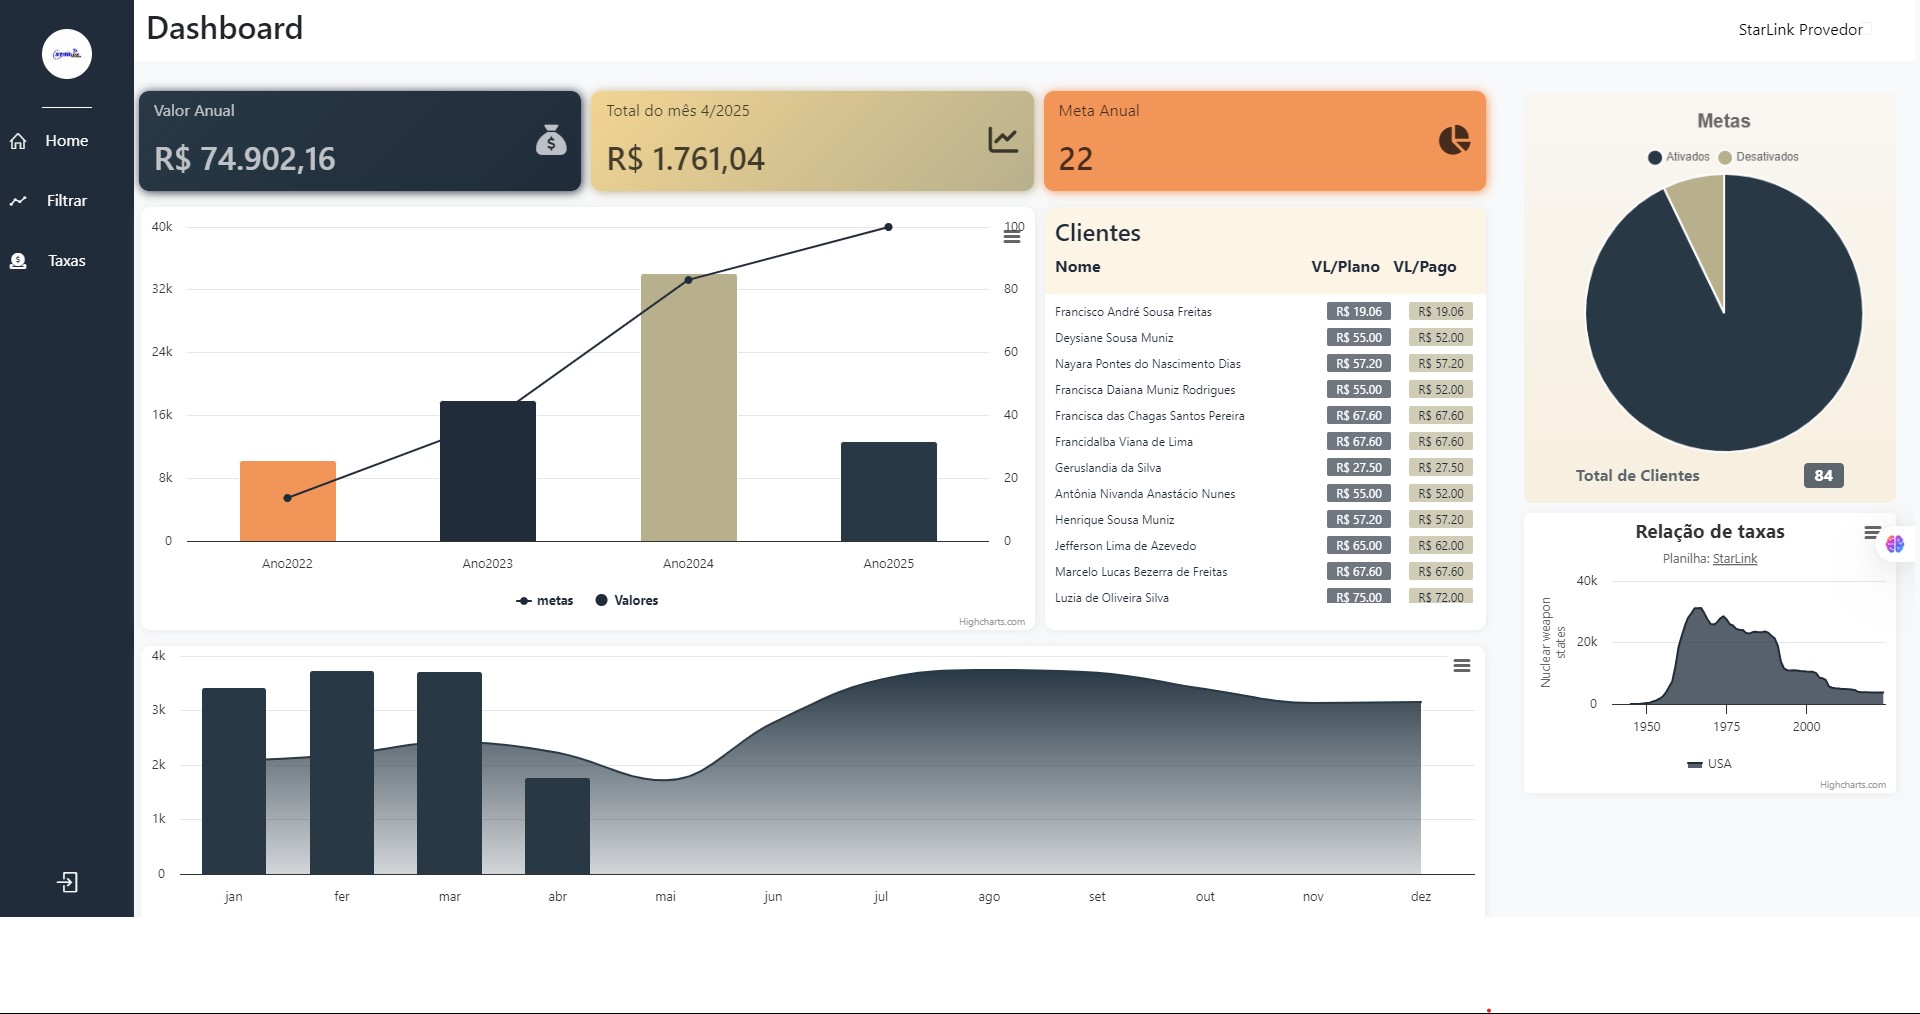 Dashboard
StarLink Provedor
Home
Filtrar
Taxas
Valor Anual
R$ 74.902,16
Total do mês 4/2025
R$ 1.761,04
Meta Anual
22
40k
32k
24k
16k
8k
0
100
80
60
40
20
0
Ano2022
Ano2023
Ano2024
Ano2025
metas
Valores
Highcharts.com
Clientes
Nome VL/Plano VL/Pago
Francisco André Sousa Freitas R$ 19.06 R$ 19.06
Deysiane Sousa Muniz R$ 55.00 R$ 52.00
Nayara Pontes do Nascimento Dias R$ 57.20 R$ 57.20
Francisca Daiana Muniz Rodrigues R$ 55.00 R$ 52.00
Francisca das Chagas Santos Pereira R$ 67.60 R$ 67.60
Francidalba Viana de Lima R$ 67.60 R$ 67.60
Geruslandia da Silva R$ 27.50 R$ 27.50
Antônia Nivanda Anastácio Nunes R$ 55.00 R$ 52.00
Henrique Sousa Muniz R$ 57.20 R$ 57.20
Jefferson Lima de Azevedo R$ 65.00 R$ 62.00
Marcelo Lucas Bezerra de Freitas R$ 67.60 R$ 67.60
Luzia de Oliveira Silva R$ 75.00 R$ 72.00
Metas
Ativados Desativados
Total de Clientes 84
Relação de taxas
Planilha: StarLink
Nuclear weapon
states
40k
20k
0
1950 1975 2000
USA
Highcharts.com
4k
3k
2k
1k
0
jan fer mar abr mai jun jul ago set out nov dez